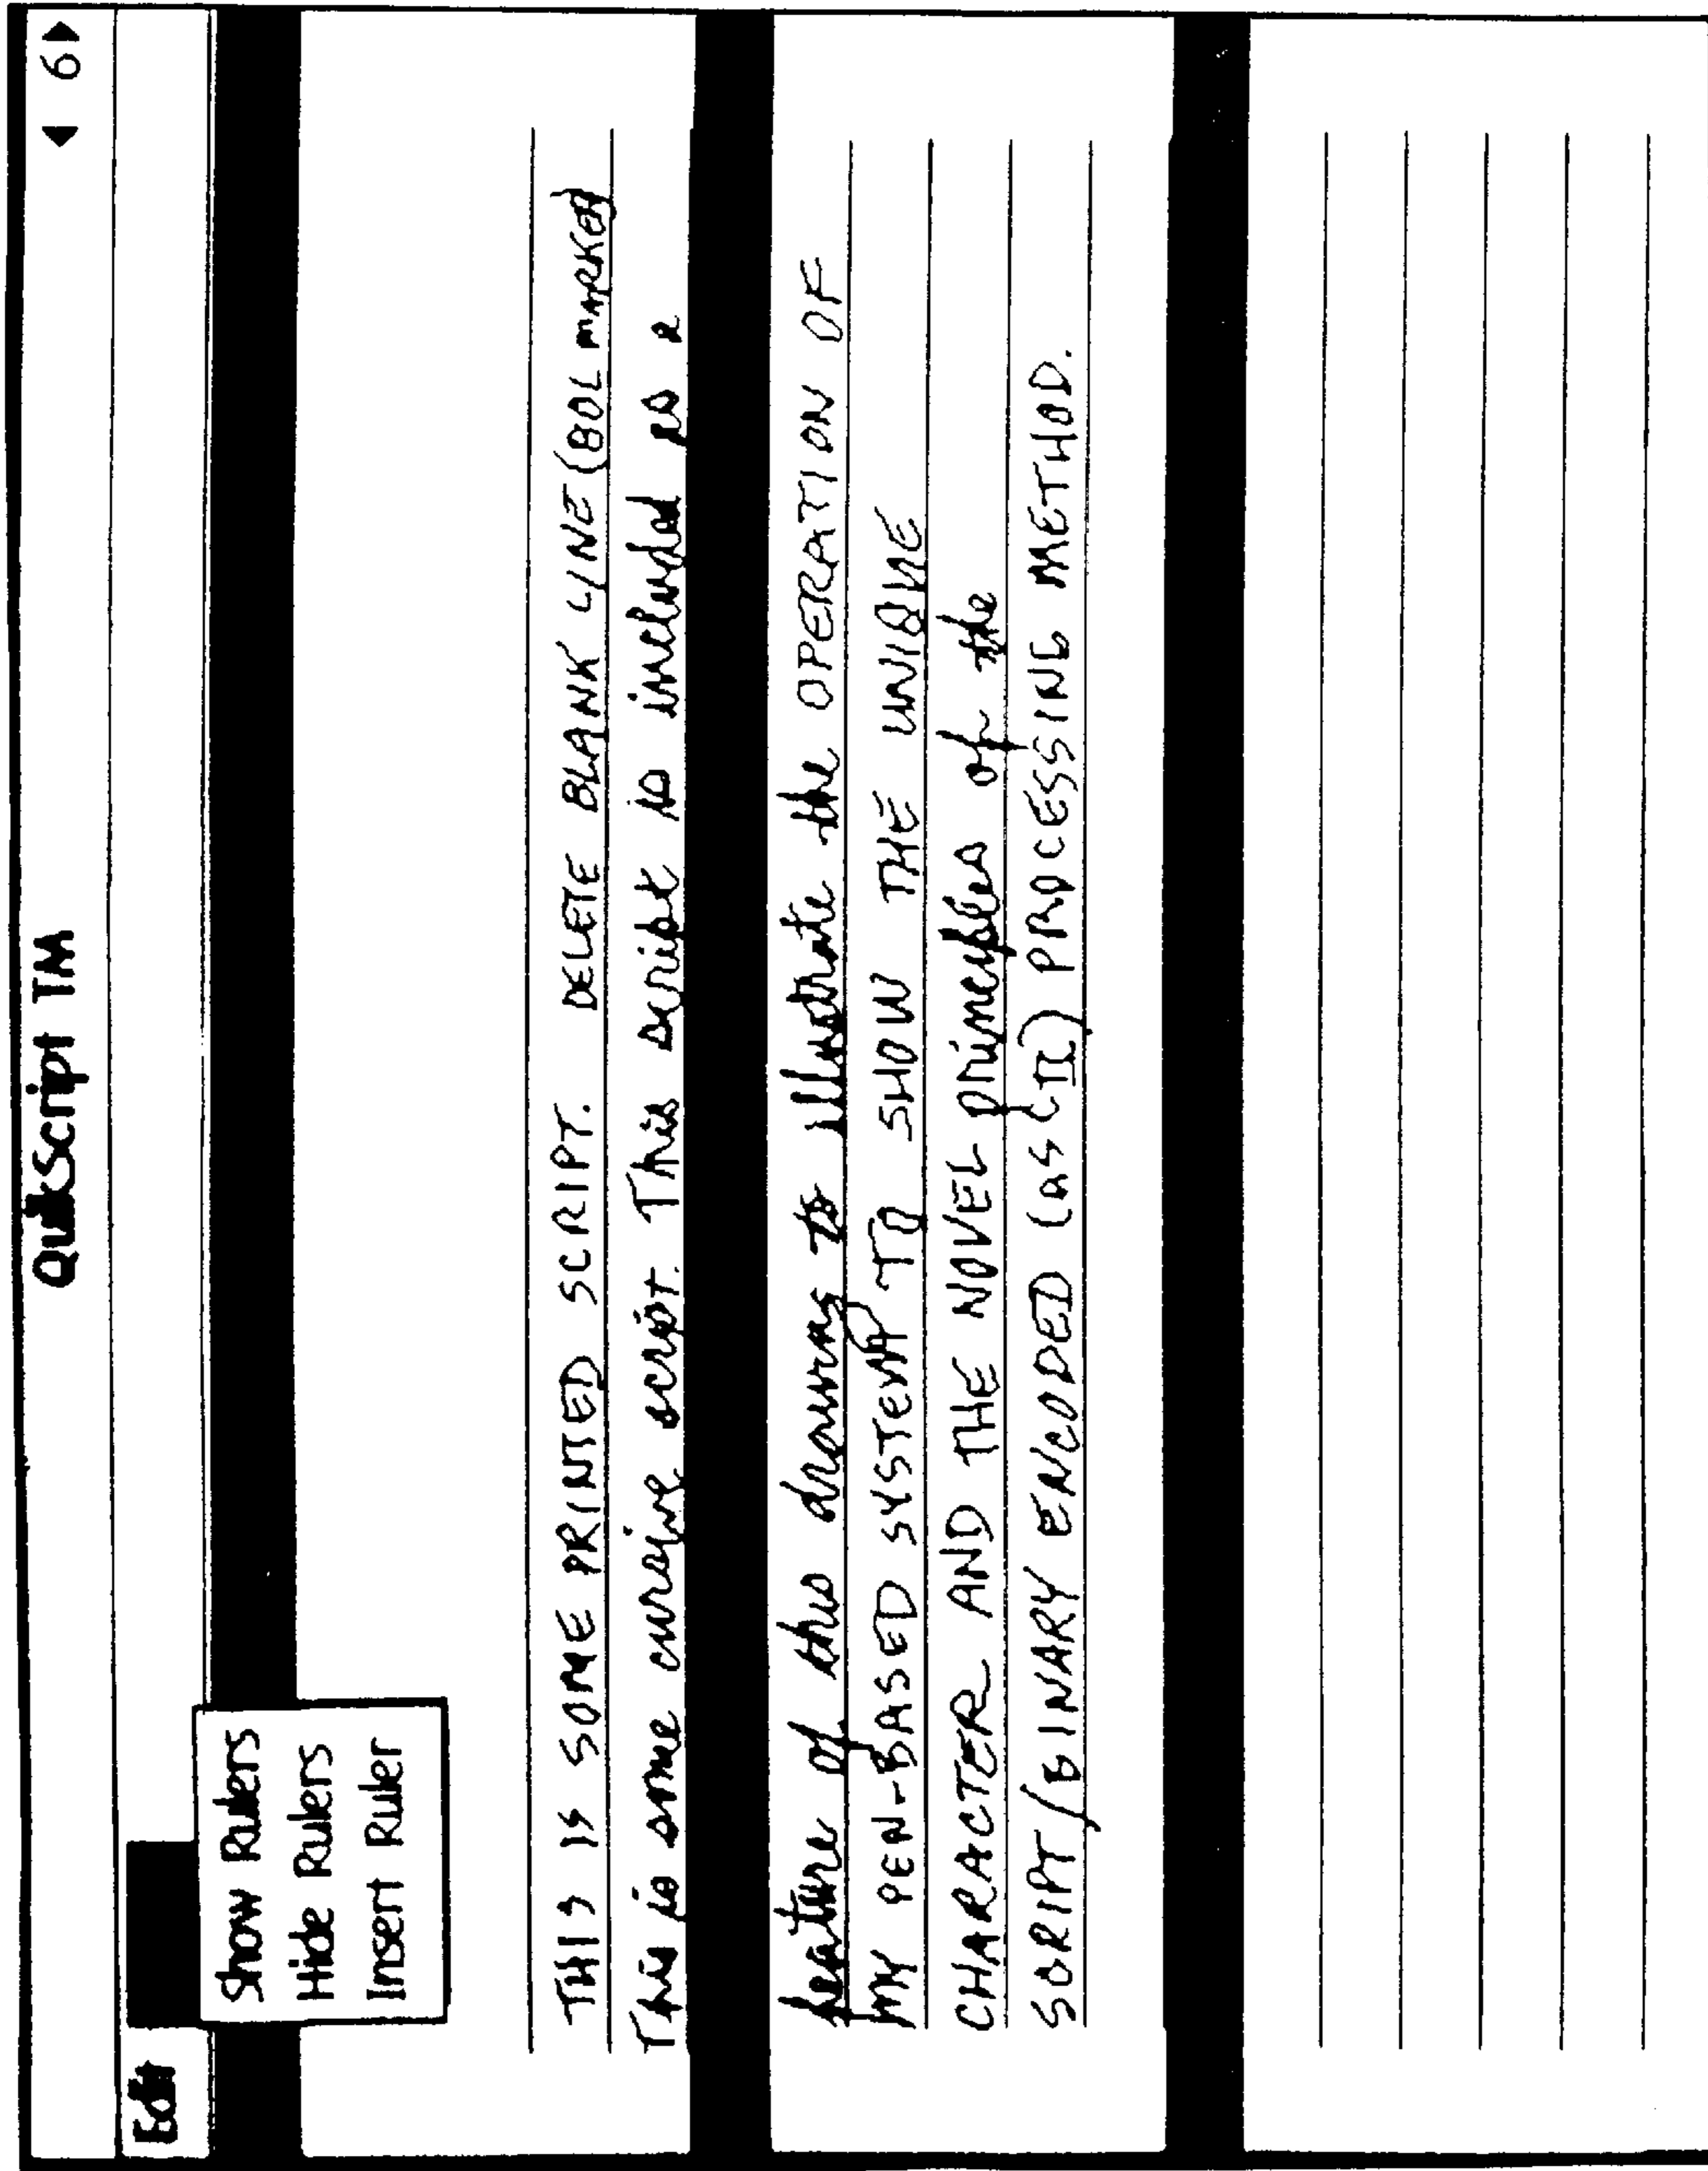 QuikScript TM
◀ 6 ▶
Edit
Show Rulers
Hide Rulers
Insert Ruler
THIS IS SOME PRINTED SCRIPT. DELETE BLANK LINE (BOL MARKER)
This is some cursive script. This script is included as a
feature of this drawing to illustrate the OPERATION OF
MY PEN-BASED SYSTEM TO SHOW THE UNIQUE
CHARACTER AND THE NOVEL principles of the
SCRIPT/BINARY ENCODED (ASCII) PROCESSING METHOD.